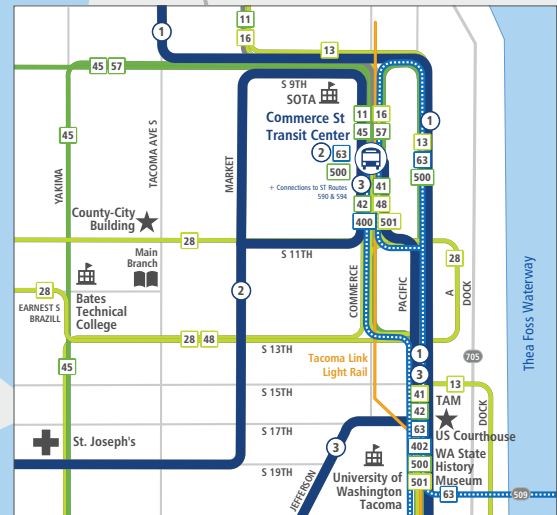 11
16
1
13
45 57
S 9TH
SOTA
11 16
45 57
1
13
63
500
Commerce St
Transit Center
2 63
500
+ Connections to ST Routes
590 & 594
3
41
42 48
400 501
45
YAKIMA
TACOMA AVE S
MARKET
County-City
Building
28
S 11TH
Main
Branch
28
Bates
Technical
College
EARNEST S
BRAZILL
2
COMMERCE
PACIFIC
A
DOCK
28
Thea Foss Waterway
28 48
S 13TH
Tacoma Link
Light Rail
1
3
705
45
S 15TH
41
42
63
402
500
501
13
TAM
DOCK
US Courthouse
WA State
History
Museum
St. Joseph's
S 17TH
3
S 19TH
JEFFERSON
University of
Washington
Tacoma
63
509